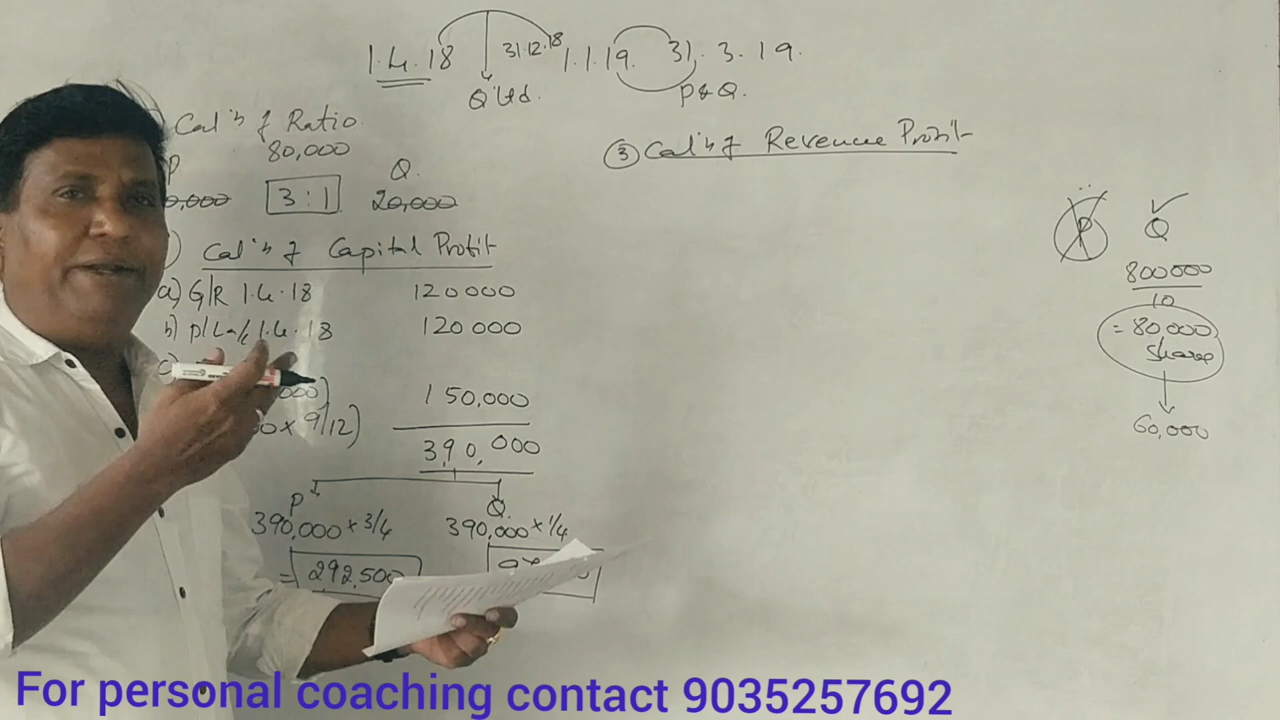 1.4.18 31.12.18 1.1.19. 31.3.19.
Q Ltd. P & Q.
Cal'n of Ratio.
80,000
P Q.
3:1 20,000
Cal'n of Capital Profit
a) G/R 1.4.18 120000
b) P/L a/c 1.4.18 120000
c)
150,000
x 9/12)
390,000
P Q.
390,000 x 3/4 390,000 x 1/4
= 292,500
③ Cal'n of Revenue Profit
P Q
800000
10
= 80,000
Share
60,000
For personal coaching contact 9035257692